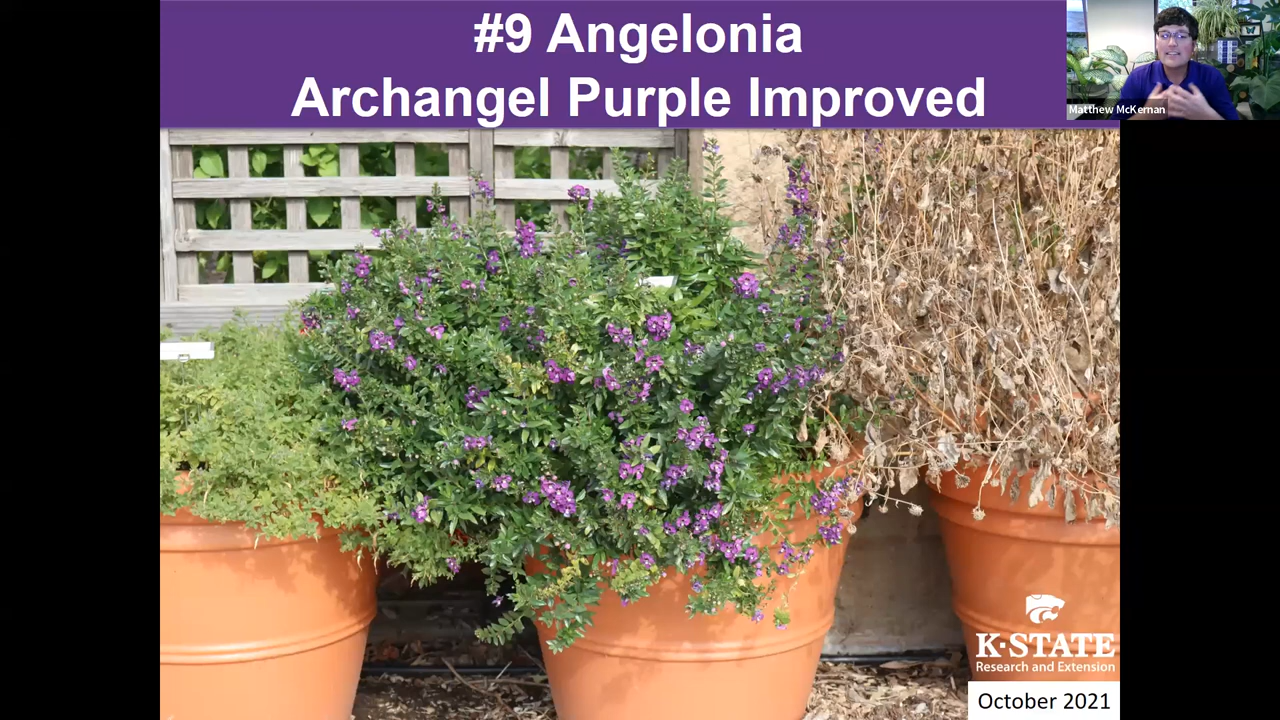 #9 Angelonia
Archangel Purple Improved
Matthew McKernan
K-STATE
Research and Extension
October 2021